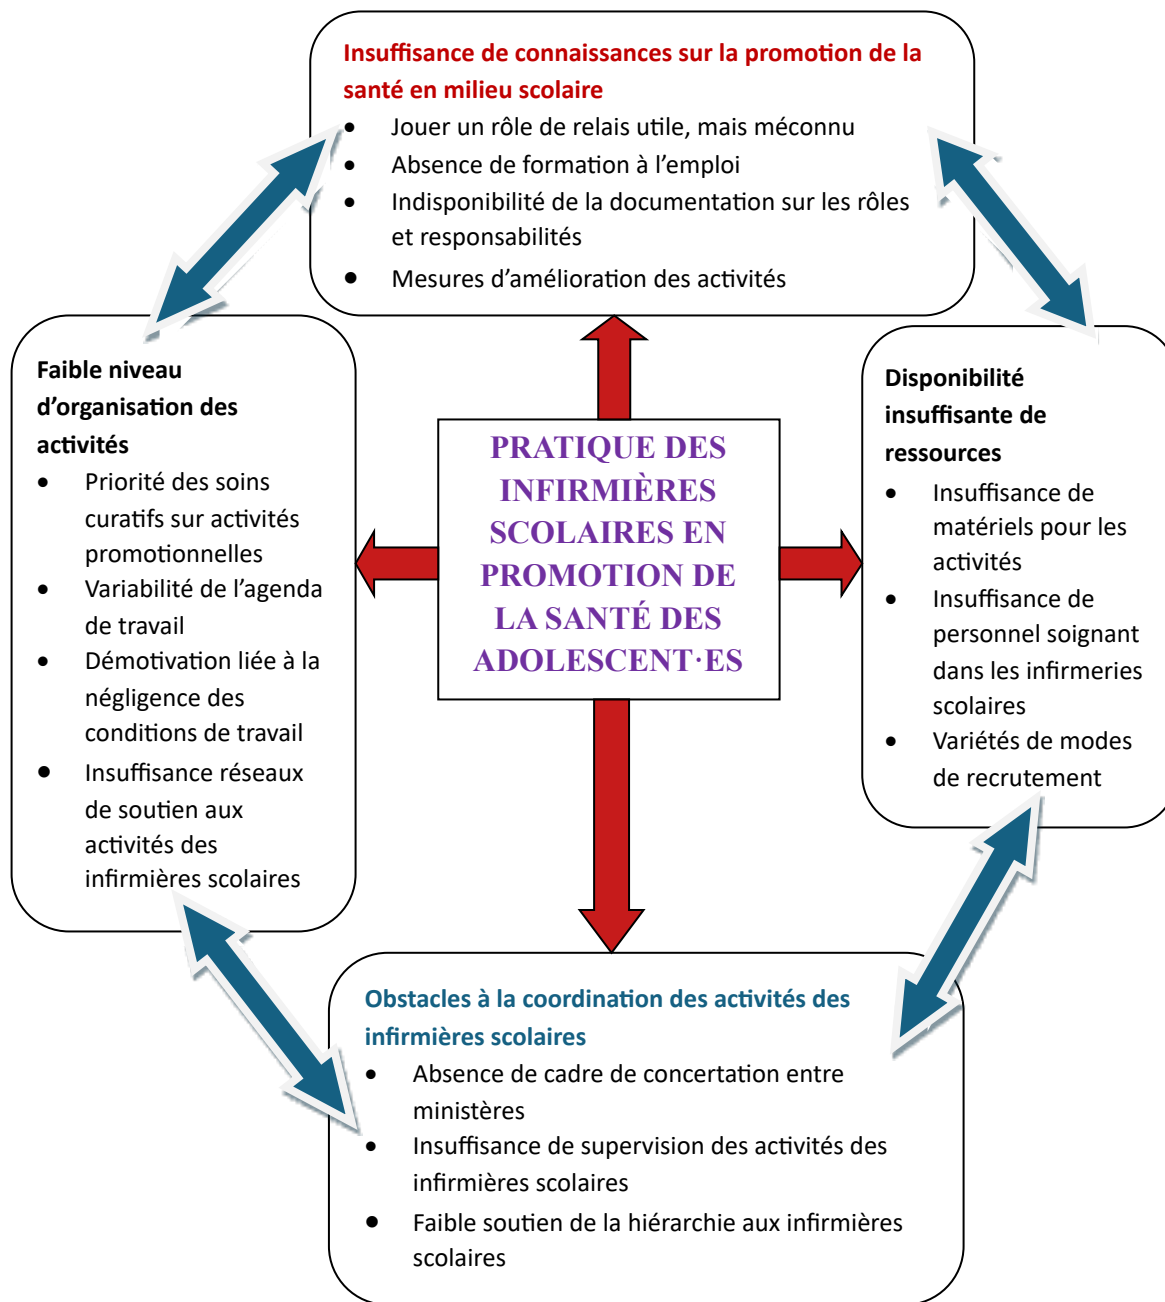 Insuffisance de connaissances sur la promotion de la
santé en milieu scolaire
• Jouer un rôle de relais utile, mais méconnu
• Absence de formation à l’emploi
• Indisponibilité de la documentation sur les rôles
et responsabilités
• Mesures d’amélioration des activités
Faible niveau
d’organisation des
activités
• Priorité des soins
curatifs sur activités
promotionnelles
• Variabilité de l’agenda
de travail
• Démotivation liée à la
négligence des
conditions de travail
• Insuffisance réseaux
de soutien aux
activités des
infirmières scolaires
PRATIQUE DES
INFIRMIÈRES
SCOLAIRES EN
PROMOTION DE
LA SANTÉ DES
ADOLESCENT·ES
Disponibilité
insuffisante de
ressources
• Insuffisance de
matériels pour les
activités
• Insuffisance de
personnel soignant
dans les infirmeries
scolaires
• Variétés de modes
de recrutement
Obstacles à la coordination des activités des
infirmières scolaires
• Absence de cadre de concertation entre
ministères
• Insuffisance de supervision des activités des
infirmières scolaires
• Faible soutien de la hiérarchie aux infirmières
scolaires